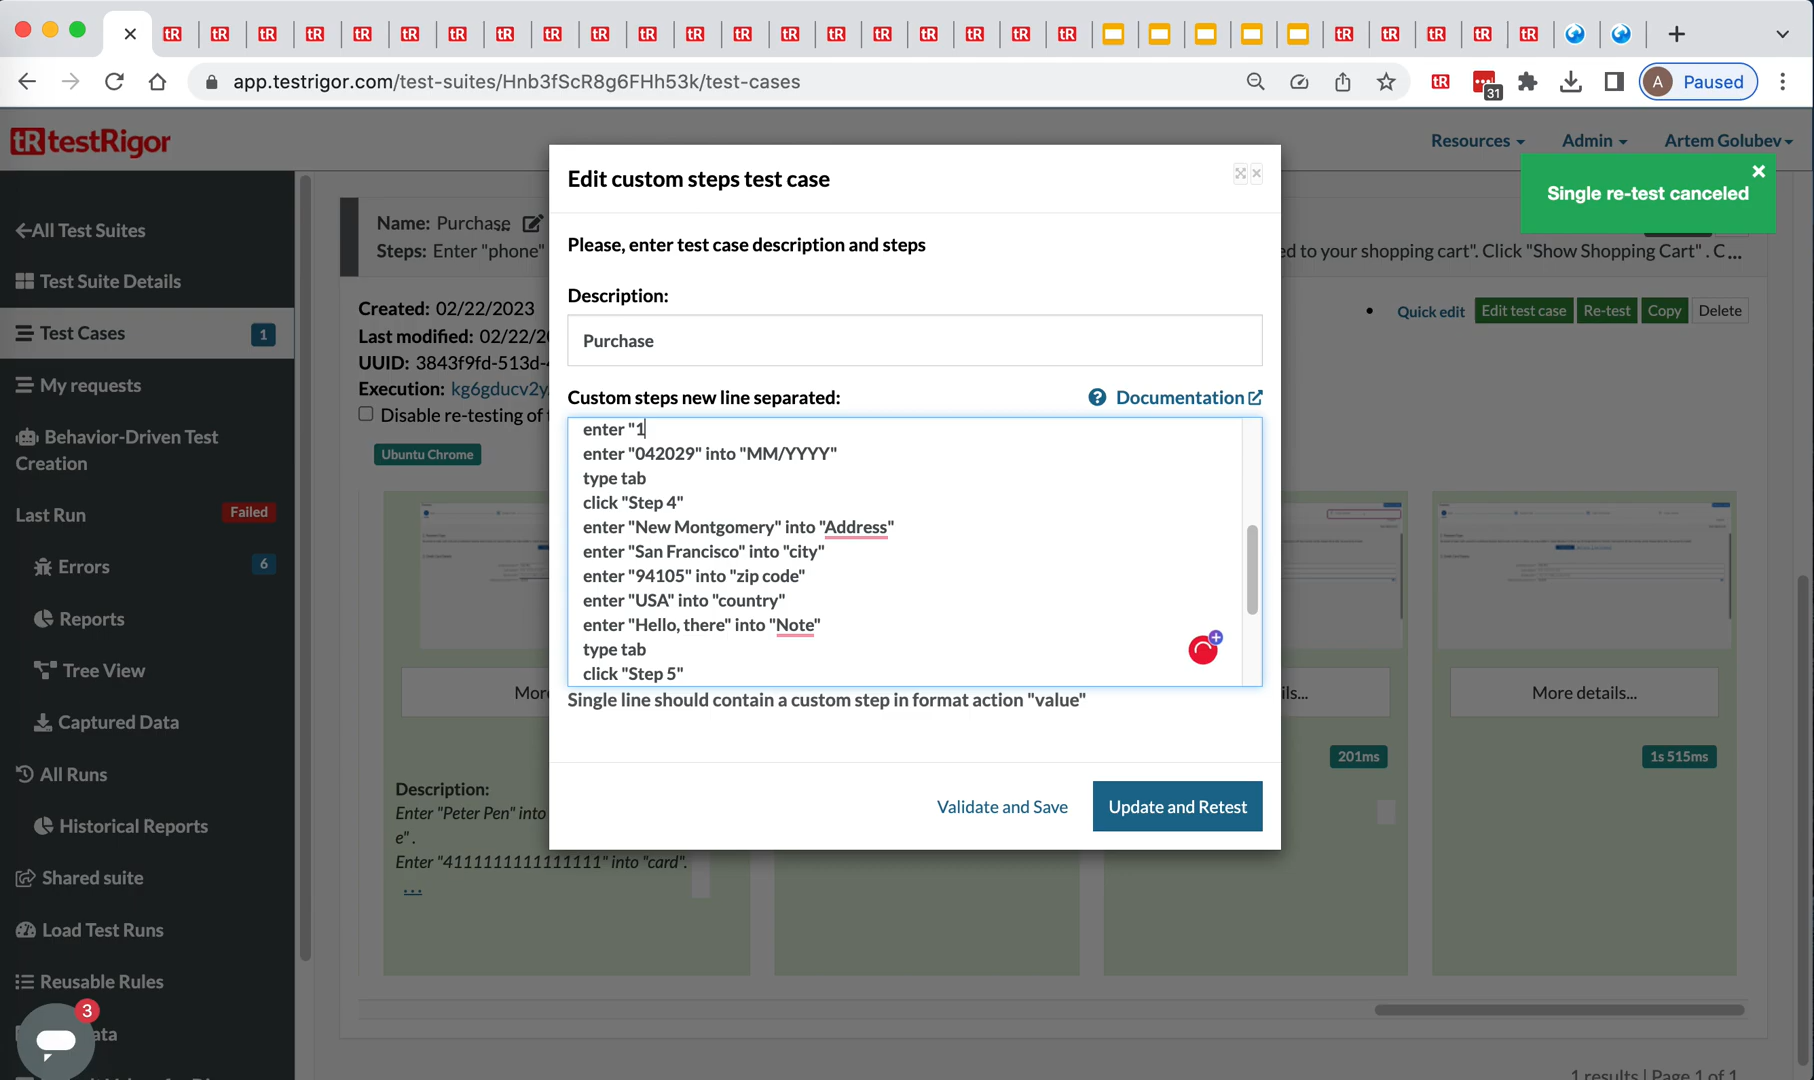 app.testrigor.com/test-suites/Hnb3fScR8g6FHh53k/test-cases
31
A Paused
tR testRigor
Resources
Admin
Artem Golubev
Single re-test canceled
All Test Suites
Test Suite Details
Test Cases 1
My requests
Behavior-Driven Test
Creation
Last Run Failed
Errors 6
Reports
Tree View
Captured Data
All Runs
Historical Reports
Shared suite
Load Test Runs
Reusable Rules
3
Name: Purchase
Steps: Enter "phone"
ed to your shopping cart". Click "Show Shopping Cart" . C...
Created: 02/22/2023
Last modified: 02/22/20
UUID: 3843f9fd-513d-
Execution: kg6gducv2y
Disable re-testing of
Quick edit
Edit test case
Re-test
Copy
Delete
Ubuntu Chrome
Edit custom steps test case
Please, enter test case description and steps
Description:
Purchase
Custom steps new line separated:
Documentation
enter "1
enter "042029" into "MM/YYYY"
type tab
click "Step 4"
enter "New Montgomery" into "Address"
enter "San Francisco" into "city"
enter "94105" into "zip code"
enter "USA" into "country"
enter "Hello, there" into "Note"
type tab
click "Step 5"
Single line should contain a custom step in format action "value"
Validate and Save
Update and Retest
More
ils...
More details...
201ms
1s 515ms
Description:
Enter "Peter Pen" into
e" .
Enter "4111111111111111" into "card".
...
1 results | Page 1 of 1